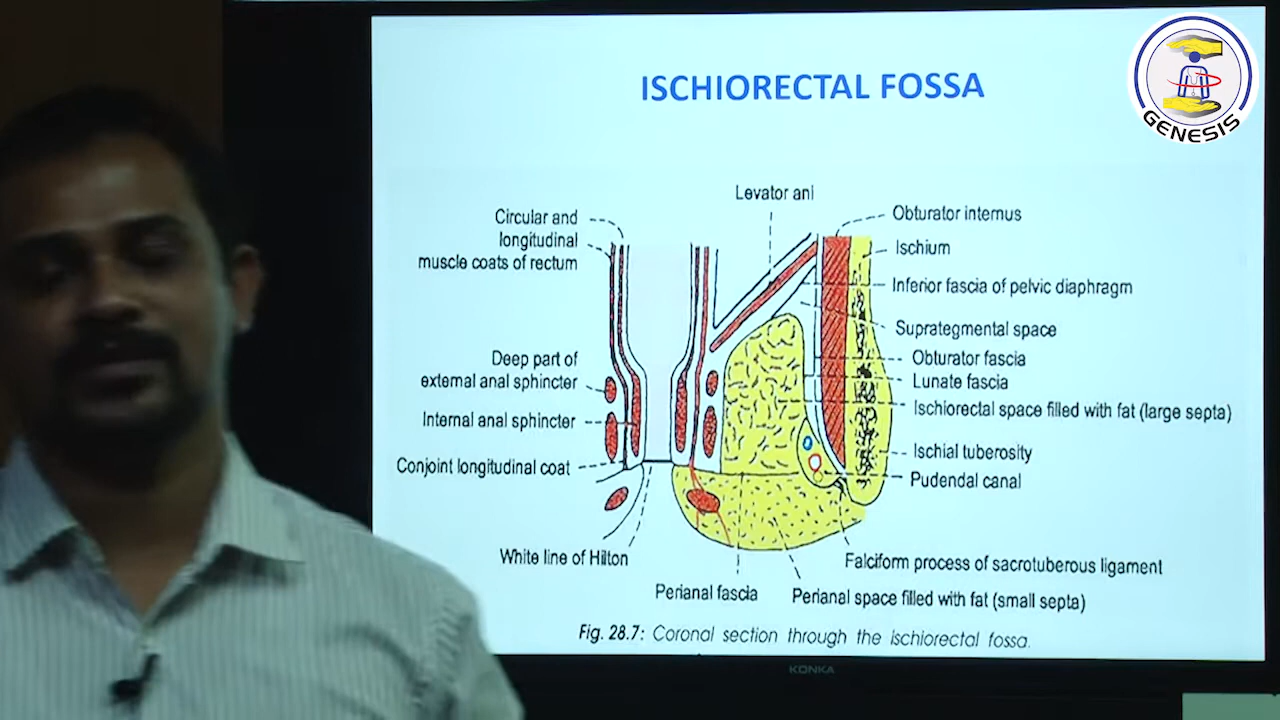 ISCHIORECTAL FOSSA
GENESIS
Levator ani
Circular and
longitudinal
muscle coats of rectum
Deep part of
external anal sphincter
Internal anal sphincter
Conjoint longitudinal coat
White line of Hilton
Perianal fascia
Obturator internus
Ischium
Inferior fascia of pelvic diaphragm
Suprategmental space
Obturator fascia
Lunate fascia
Ischiorectal space filled with fat (large septa)
Ischial tuberosity
Pudendal canal
Falciform process of sacrotuberous ligament
Perianal space filled with fat (small septa)
Fig. 28.7: Coronal section through the ischiorectal fossa.
KONKA